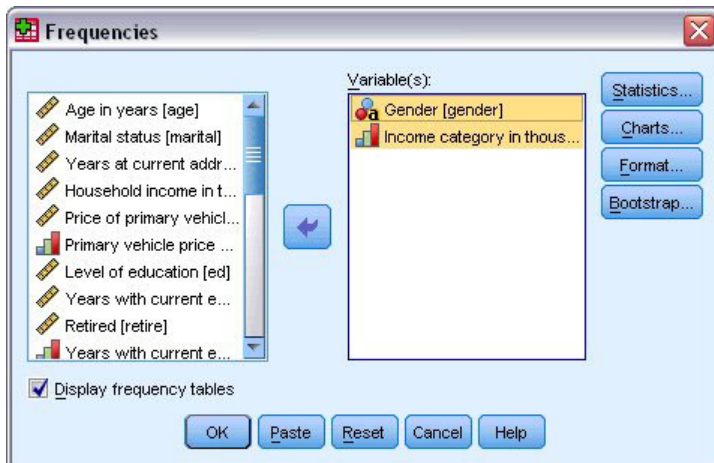 Frequencies
Variable(s):
Age in years [age]
Marital status [marital]
Years at current addr...
Household income in t...
Price of primary vehicl...
Primary vehicle price ...
Level of education [ed]
Years with current e...
Retired [retire]
Years with current e...
Gender [gender]
Income category in thous...
Statistics...
Charts...
Format...
Bootstrap...
Display frequency tables
OK
Paste
Reset
Cancel
Help